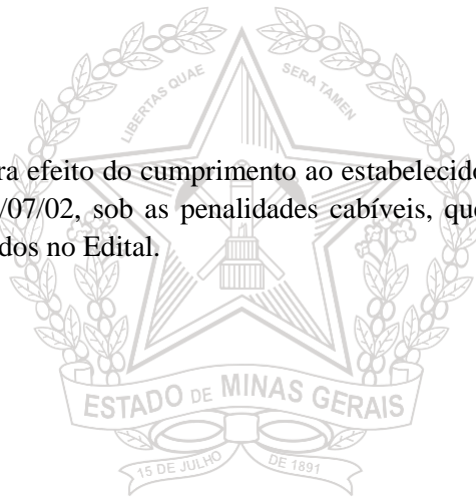 LIBERTAS QUAE SERA TAMEN
ra efeito do cumprimento ao estabelecido
/07/02, sob as penalidades cabíveis, que
dos no Edital.
ESTADO DE MINAS GERAIS
15 DE JULHO DE 1891